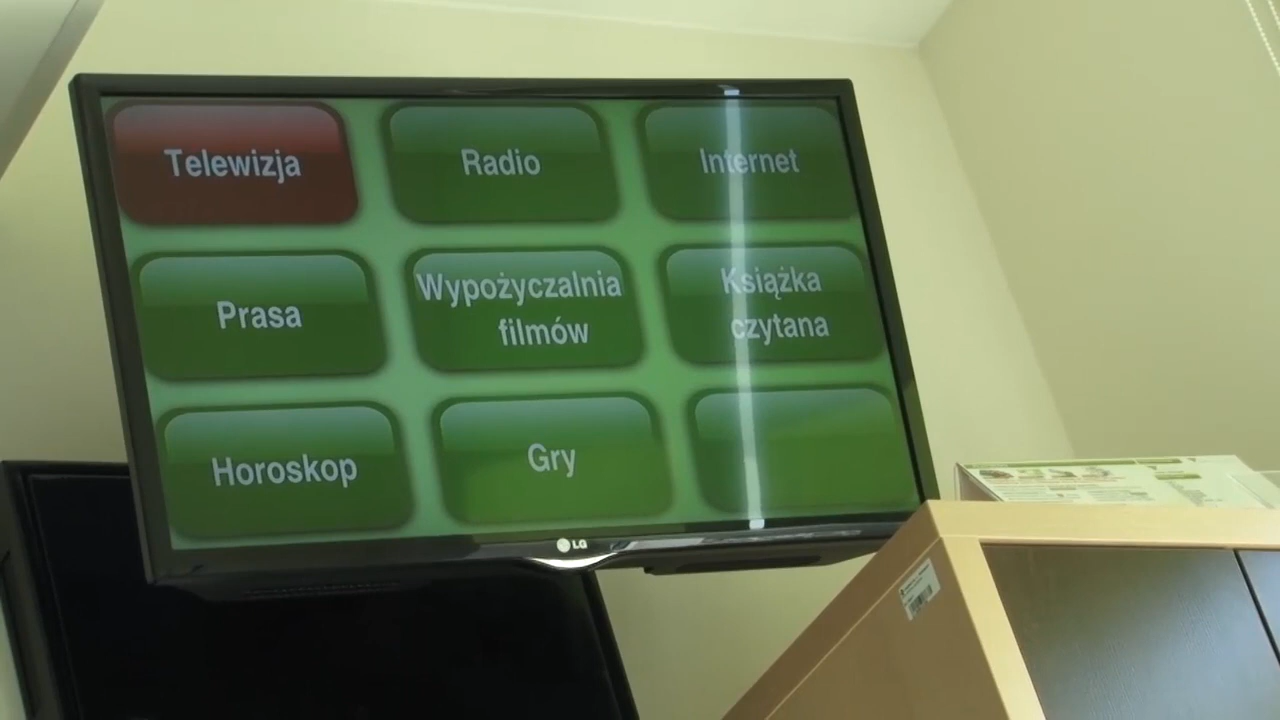 Telewizja
Radio
Internet
Prasa
Wypożyczalnia
filmów
Książka
czytana
Horoskop
Gry
LG